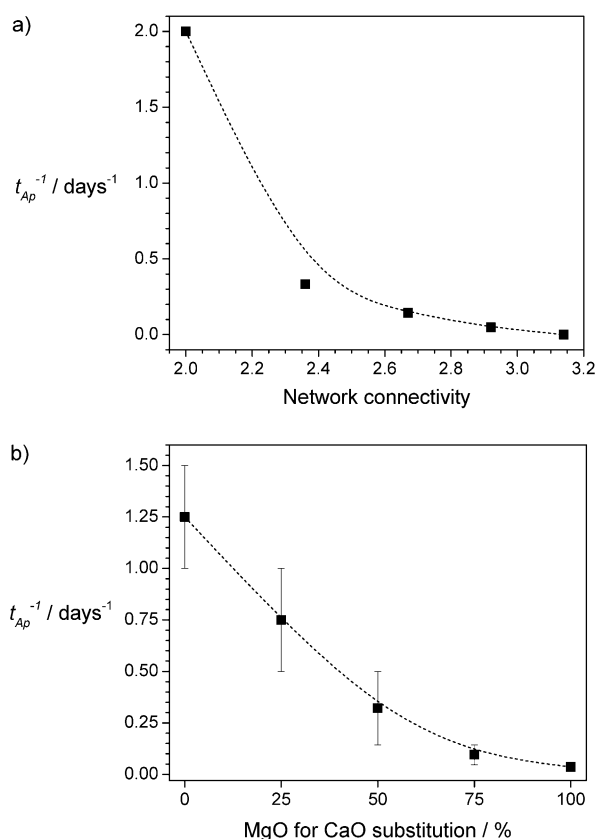 a)
2.0
1.5
t_Ap^-1 / days^-1
1.0
0.5
0.0
2.0 2.2 2.4 2.6 2.8 3.0 3.2
Network connectivity
b)
1.50
1.25
1.00
0.75
t_Ap^-1 / days^-1
0.50
0.25
0.00
0 25 50 75 100
MgO for CaO substitution / %